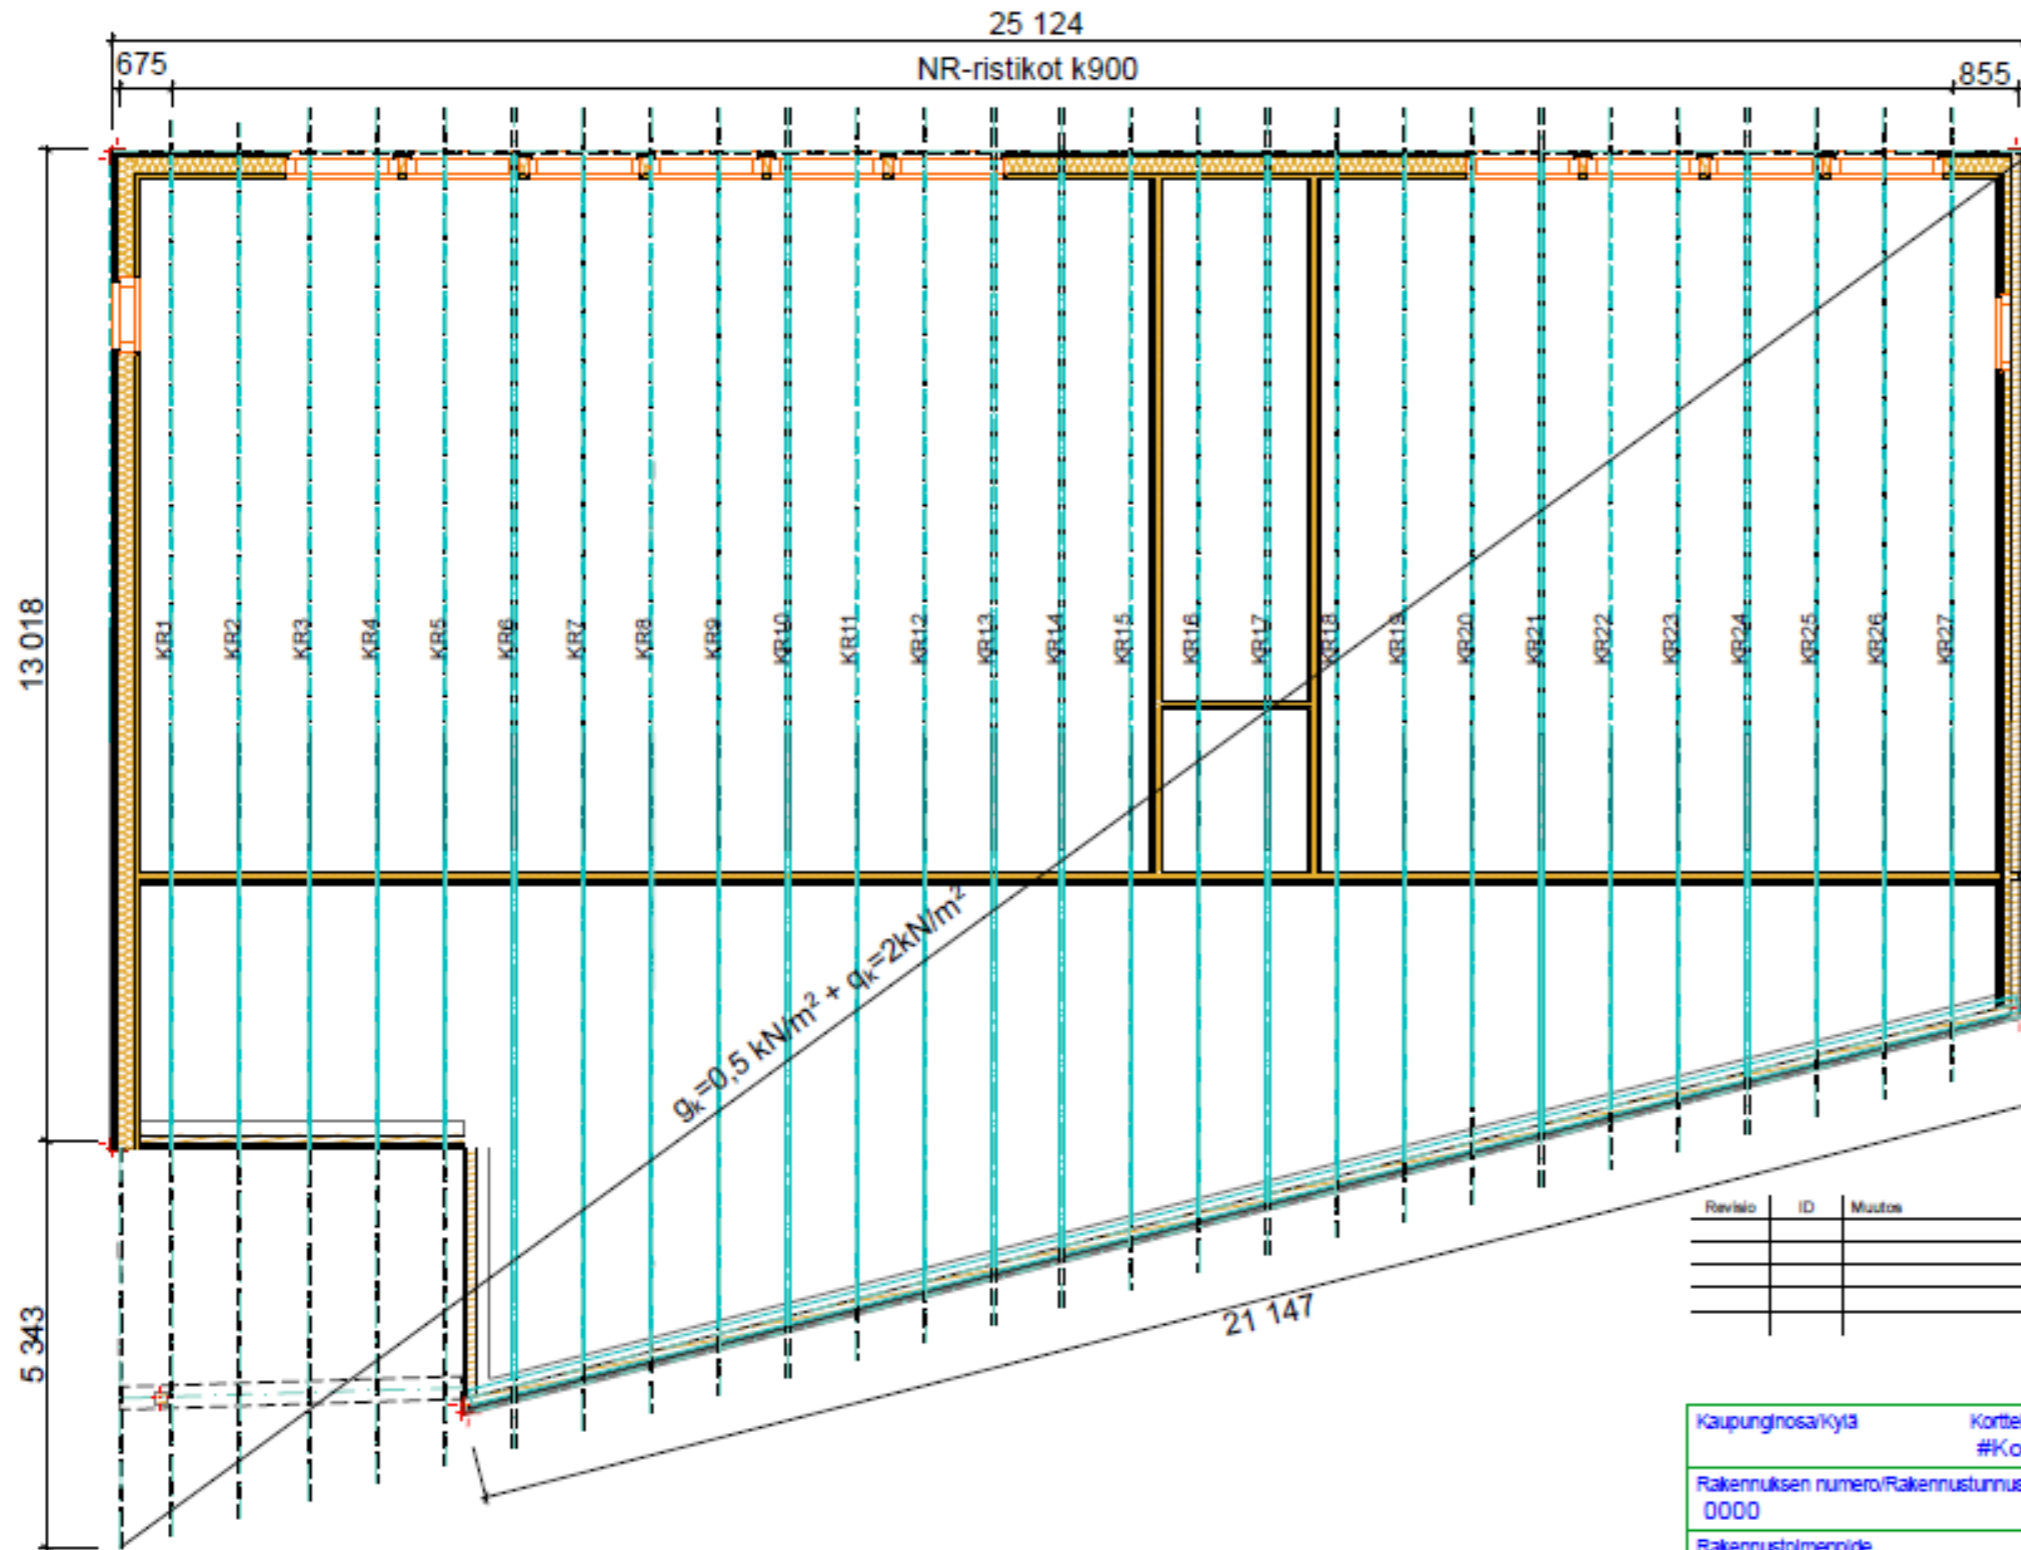 25 124
675
NR-ristikot k900
855
13 018
KR1
KR2
KR3
KR4
KR5
KR6
KR7
KR8
KR9
KR10
KR11
KR12
KR13
KR14
KR15
KR16
KR17
KR18
KR19
KR20
KR21
KR22
KR23
KR24
KR25
KR26
KR27
gₖ=0,5 kN/m² + qₖ=2kN/m²
5 343
21 147
Revisio ID Muutos
Kaupunginosa/Kylä Kortte
#Ko
Rakennuksen numero/Rakennustunnus
0000
Rakennustoimenpide